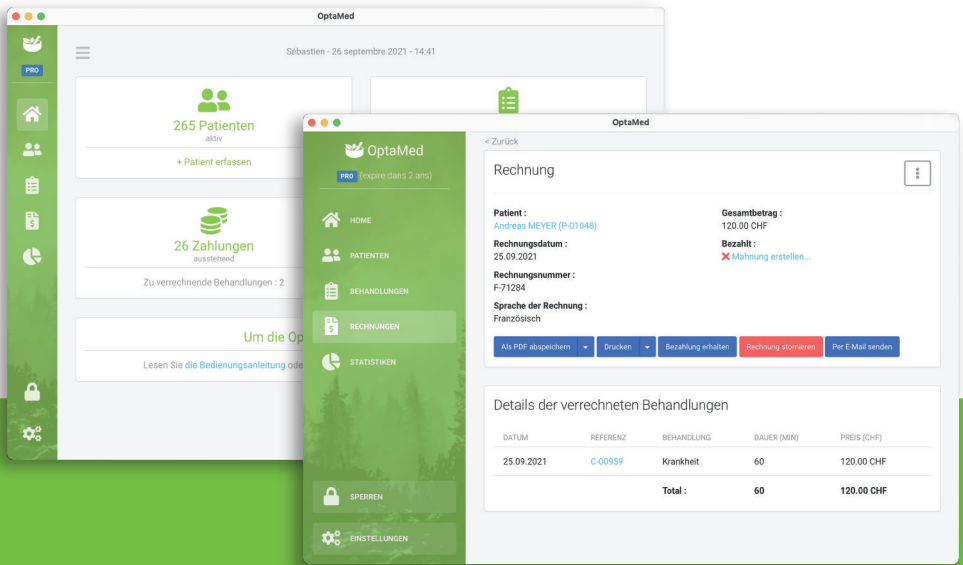 OptaMed
PRO
Sébastien - 26 septembre 2021 - 14:41
265 Patienten
aktiv
+ Patient erfassen
26 Zahlungen
ausstehend
Zu verrechnende Behandlungen : 2
Um die Op
Lesen Sie die Bedienungsanleitung ode
OptaMed
OptaMed
PRO (expire dans 2 ans)
HOME
PATIENTEN
BEHANDLUNGEN
RECHNUNGEN
STATISTIKEN
SPERREN
EINSTELLUNGEN
< Zurück
Rechnung
Patient :
Andreas MEYER (P-01048)
Rechnungsdatum :
25.09.2021
Rechnungsnummer :
F-71284
Sprache der Rechnung :
Französisch
Gesamtbetrag :
120.00 CHF
Bezahlt :
Mahnung erstellen...
Als PDF abspeichern Drucken Bezahlung erhalten Rechnung stornieren Per E-Mail senden
Details der verrechneten Behandlungen
DATUM REFERENZ BEHANDLUNG DAUER (MIN) PREIS (CHF)
25.09.2021 C-00959 Krankheit 60 120.00 CHF
Total : 60 120.00 CHF